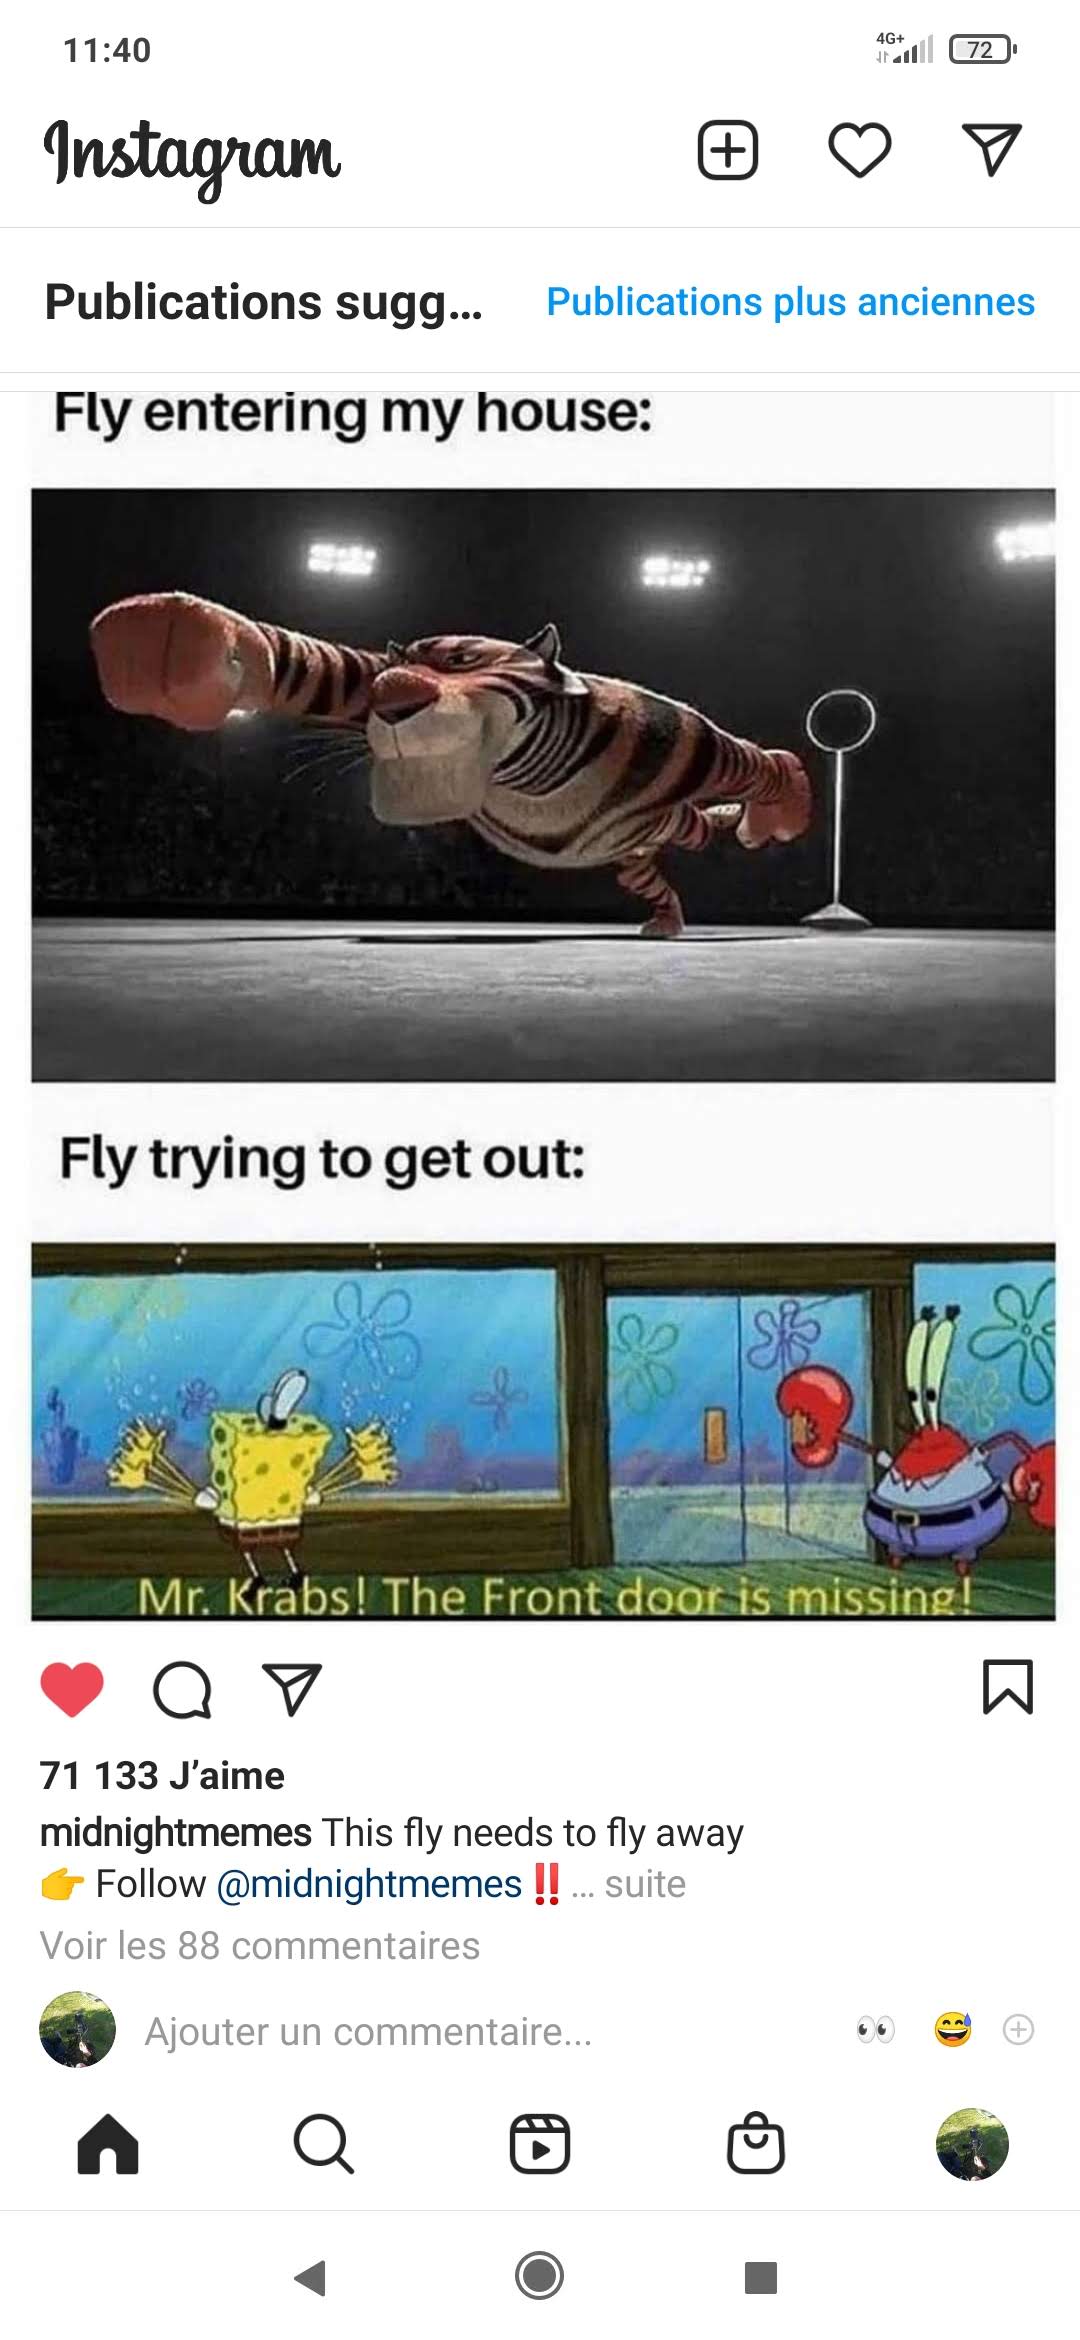 11:40
4G+
72
Instagram
Publications sugg... Publications plus anciennes
Fly entering my house:
Fly trying to get out:
Mr. Krabs! The Front door is missing!
71 133 J’aime
midnightmemes This fly needs to fly away
👉 Follow @midnightmemes‼️... suite
Voir les 88 commentaires
Ajouter un commentaire...